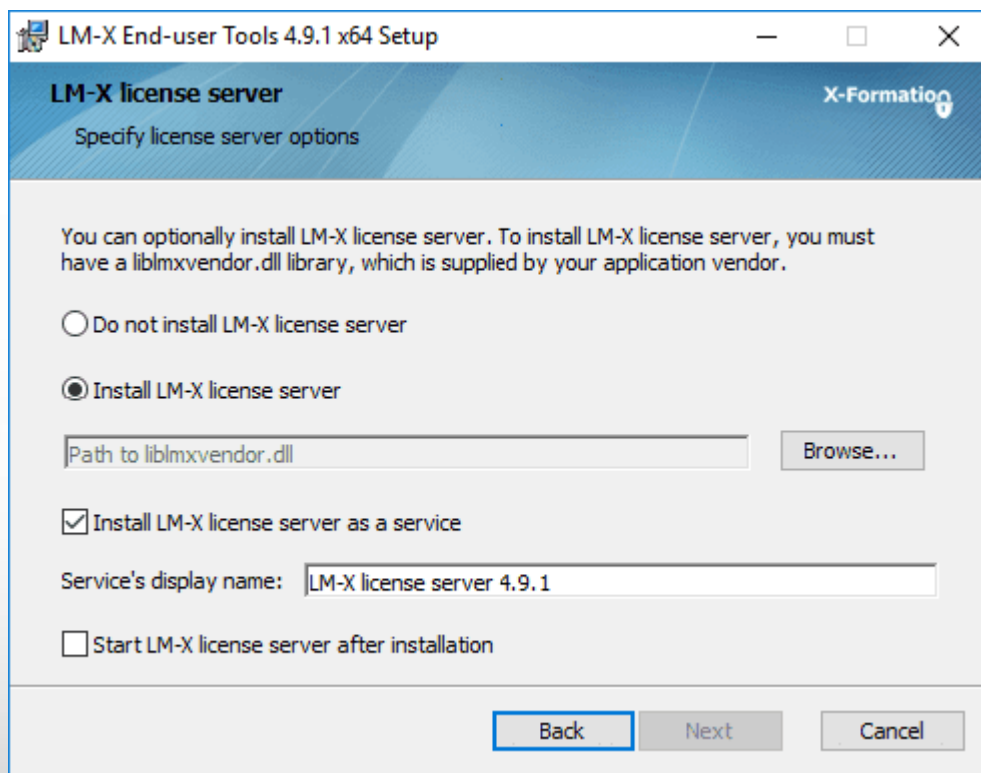 LM-X End-user Tools 4.9.1 x64 Setup
LM-X license server
X-Formation
Specify license server options
You can optionally install LM-X license server. To install LM-X license server, you must
have a liblmxvendor.dll library, which is supplied by your application vendor.
Do not install LM-X license server
Install LM-X license server
Path to liblmxvendor.dll
Browse...
Install LM-X license server as a service
Service's display name:
LM-X license server 4.9.1
Start LM-X license server after installation
Back
Next
Cancel